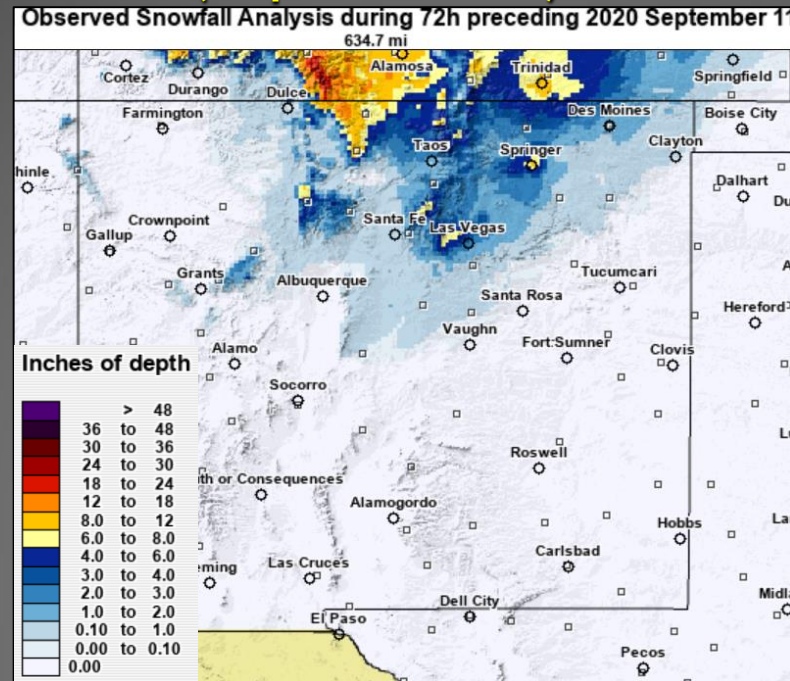 Observed Snowfall Analysis during 72h preceding 2020 September 11
634.7 mi
Cortez
Durango
Dulce
Alamosa
Trinidad
Springfield
Farmington
Des Moines
Boise City
Taos
Springer
Clayton
hinle
Dalhart
Du
Crownpoint
Santa Fe
Las Vegas
Gallup
Grants
Albuquerque
Tucumcari
A
Santa Rosa
Hereford
Vaughn
Alamo
Fort Sumner
Clovis
Inches of depth
> 48
36 to 48
30 to 36
24 to 30
18 to 24
12 to 18
8.0 to 12
6.0 to 8.0
4.0 to 6.0
3.0 to 4.0
2.0 to 3.0
1.0 to 2.0
0.10 to 1.0
0.00 to 0.10
0.00
Socorro
Roswell
L
ith or Consequences
Alamogordo
Hobbs
La
Carlsbad
Las Cruces
eming
Dell City
Midl
El Paso
Pecos